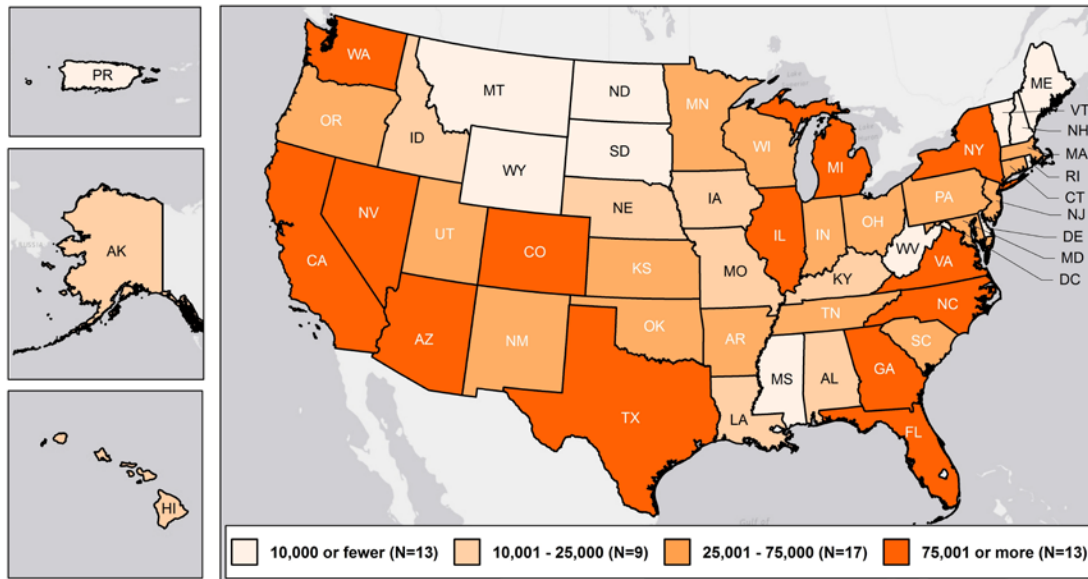 PR
AK
HI
WA
OR
CA
NV
ID
MT
WY
UT
CO
AZ
NM
ND
SD
NE
KS
OK
TX
MN
IA
MO
AR
LA
WI
IL
MI
IN
OH
KY
TN
MS
AL
GA
FL
SC
NC
VA
WV
PA
NY
ME
VT
NH
MA
RI
CT
NJ
DE
MD
DC
10,000 or fewer (N=13)
10,001 - 25,000 (N=9)
25,001 - 75,000 (N=17)
75,001 or more (N=13)